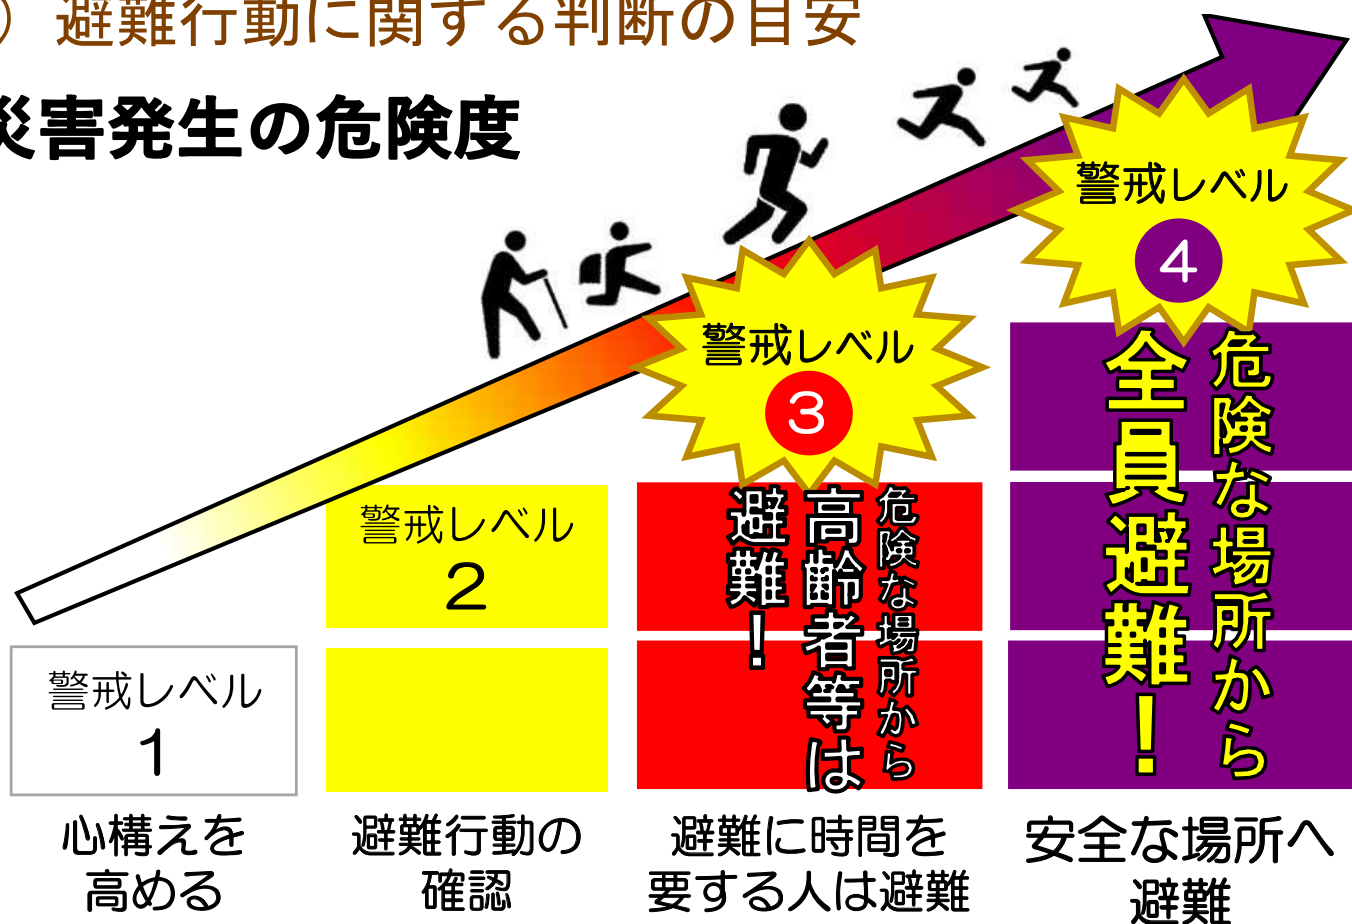 ) 避難行動に関する判断の目安
災害発生の危険度
警戒レベル
4
警戒レベル
3
警戒レベル
2
警戒レベル
1
危険な場所から
全員避難！
危険な場所から
高齢者等は
避難！
心構えを
高める
避難行動の
確認
避難に時間を
要する人は避難
安全な場所へ
避難